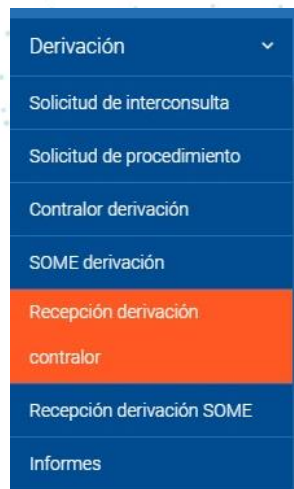 Derivación
Solicitud de interconsulta
Solicitud de procedimiento
Contralor derivación
SOME derivación
Recepción derivación
contralor
Recepción derivación SOME
Informes